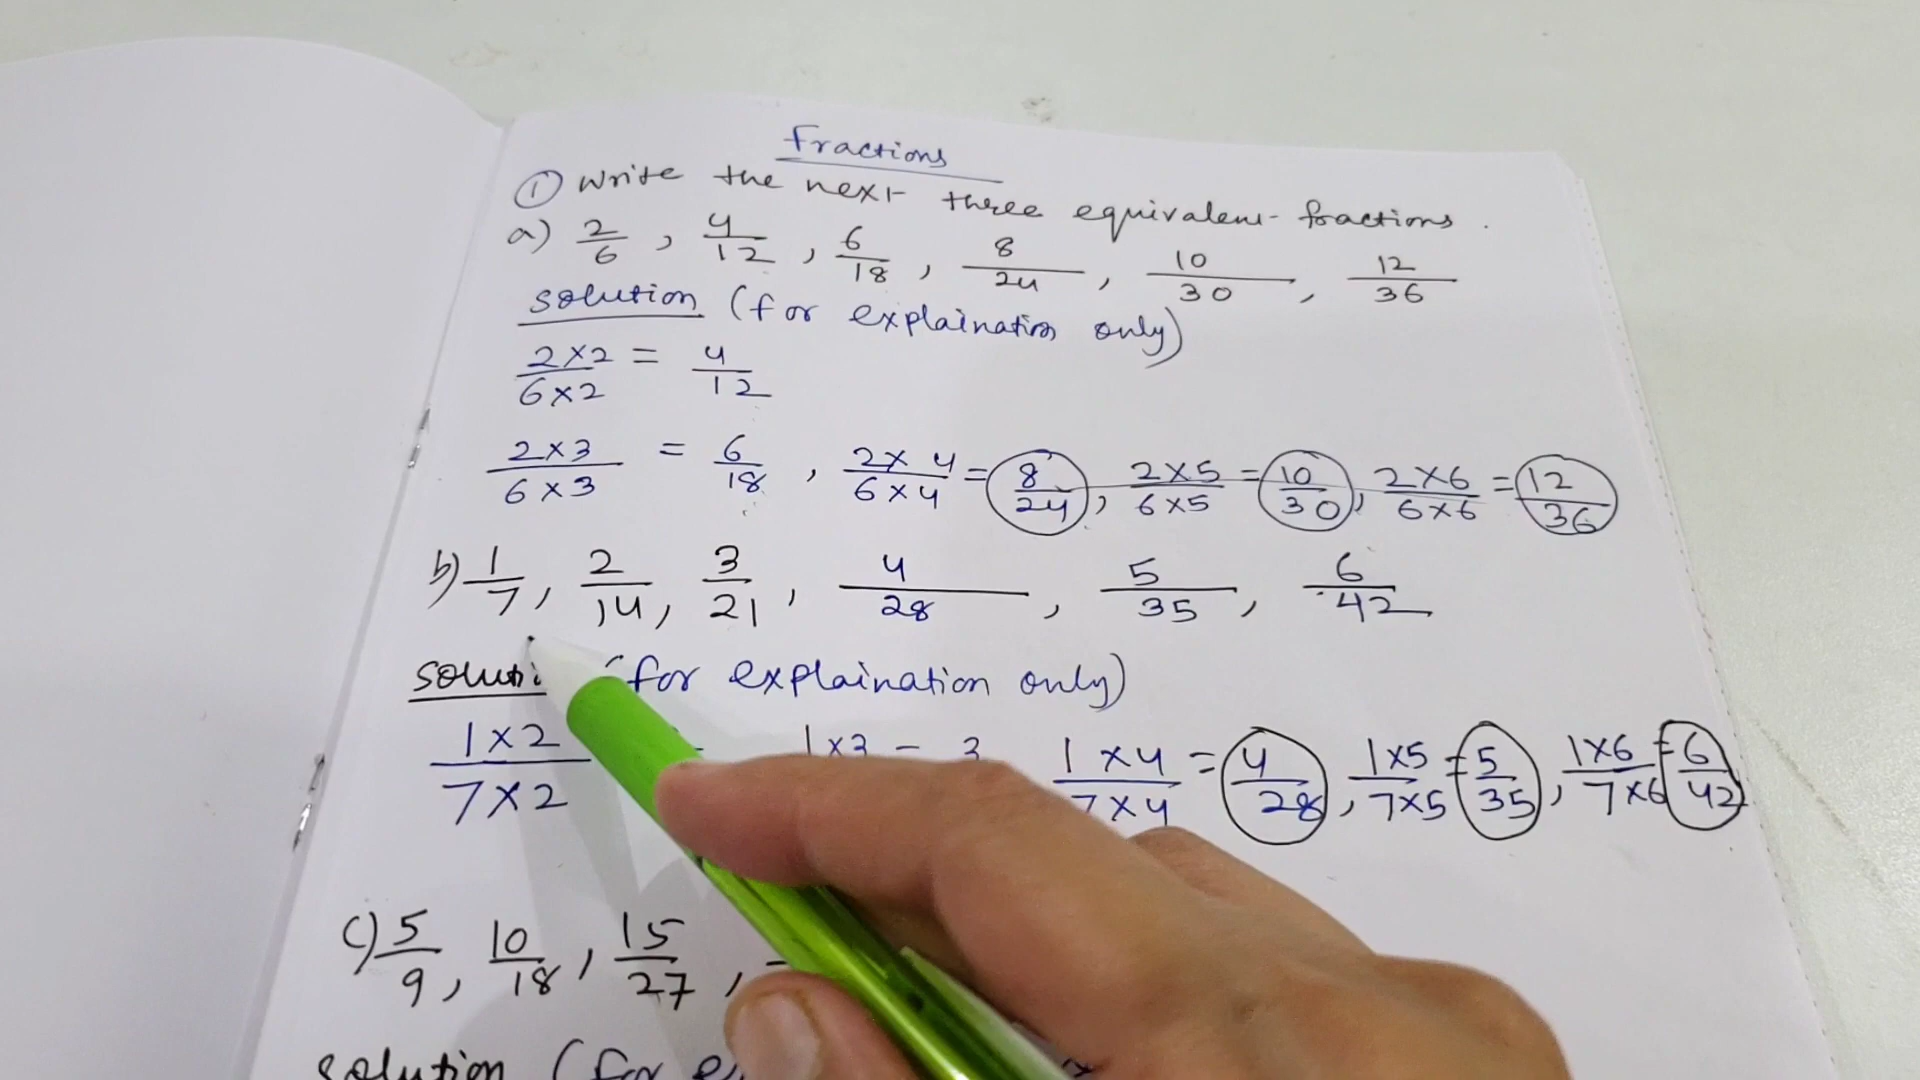 Fractions
① Write the next three equivalent fractions.
a) 2/6, 4/12, 6/18, 8/24, 10/30, 12/36
solution (for explaination only)
2×2/6×2 = 4/12
2×3/6×3 = 6/18, 2×4/6×4 = 8/24, 2×5/6×5 = 10/30, 2×6/6×6 = 12/36
b) 1/7, 2/14, 3/21, 4/28, 5/35, 6/42
(for explaination only)
1×2/7×2 1×4/7×4 = 4/28, 1×5/7×5 = 5/35, 1×6/7×6 = 6/42
c) 5/9, 10/18, 15/27,
solution (for